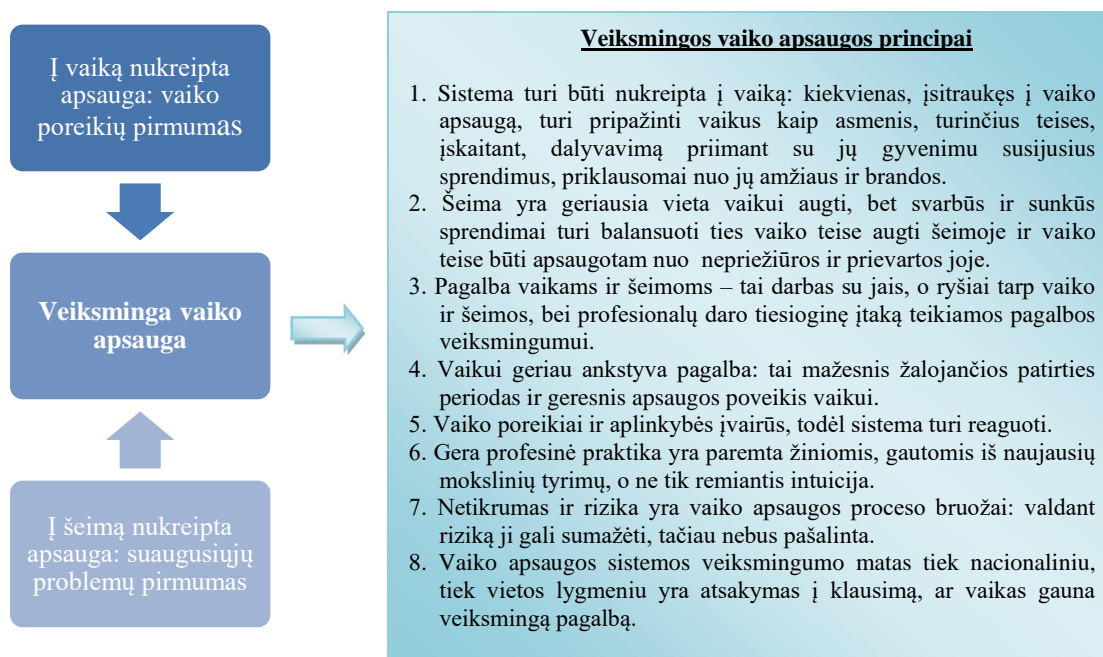 Į vaiką nukreipta
apsauga: vaiko
poreikių pirmumas
Veiksminga vaiko
apsauga
Į šeimą nukreipta
apsauga: suaugusiųjų
problemų pirmumas
Veiksmingos vaiko apsaugos principai
1. Sistema turi būti nukreipta į vaiką: kiekvienas, įsitraukęs į vaiko
apsaugą, turi pripažinti vaikus kaip asmenis, turinčius teises,
įskaitant, dalyvavimą priimant su jų gyvenimu susijusius
sprendimus, priklausomai nuo jų amžiaus ir brandos.
2. Šeima yra geriausia vieta vaikui augti, bet svarbūs ir sunkūs
sprendimai turi balansuoti ties vaiko teise augti šeimoje ir vaiko
teise būti apsaugotam nuo nepriežiūros ir prievartos joje.
3. Pagalba vaikams ir šeimoms – tai darbas su jais, o ryšiai tarp vaiko
ir šeimos, bei profesionalų daro tiesioginę įtaką teikiamos pagalbos
veiksmingumui.
4. Vaikui geriau ankstyva pagalba: tai mažesnis žalojančios patirties
periodas ir geresnis apsaugos poveikis vaikui.
5. Vaiko poreikiai ir aplinkybės įvairūs, todėl sistema turi reaguoti.
6. Gera profesinė praktika yra paremta žiniomis, gautomis iš naujausių
mokslinių tyrimų, o ne tik remiantis intuicija.
7. Netikrumas ir rizika yra vaiko apsaugos proceso bruožai: valdant
riziką ji gali sumažėti, tačiau nebus pašalinta.
8. Vaiko apsaugos sistemos veiksmingumo matas tiek nacionaliniu,
tiek vietos lygmeniu yra atsakymas į klausimą, ar vaikas gauna
veiksmingą pagalbą.